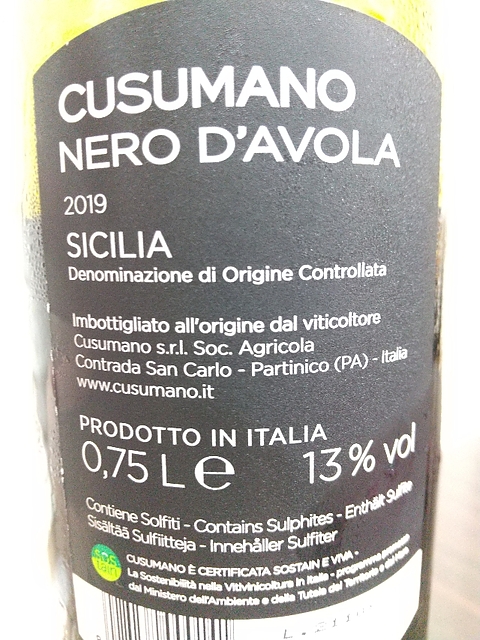 CUSUMANO
NERO D'AVOLA
2019
SICILIA
Denominazione di Origine Controllata
Imbottigliato all'origine dal viticoltore
Cusumano s.r.l. Soc. Agricola
Contrada San Carlo - Partinico (PA) - Italia
www.cusumano.it
PRODOTTO IN ITALIA
0,75 L e 13% vol
Contiene Solfiti - Contains Sulphites - Enthält Sulfite
Sisältää Sulfiitteja - Innehåller Sulfiter
CUSUMANO È CERTIFICATA SOSTAIN E VIVA -
La Sostenibilità nella Vitivinicoltura in Italia - programma promosso
dal Ministero dell'Ambiente e della Tutela del Territorio e del Mare.